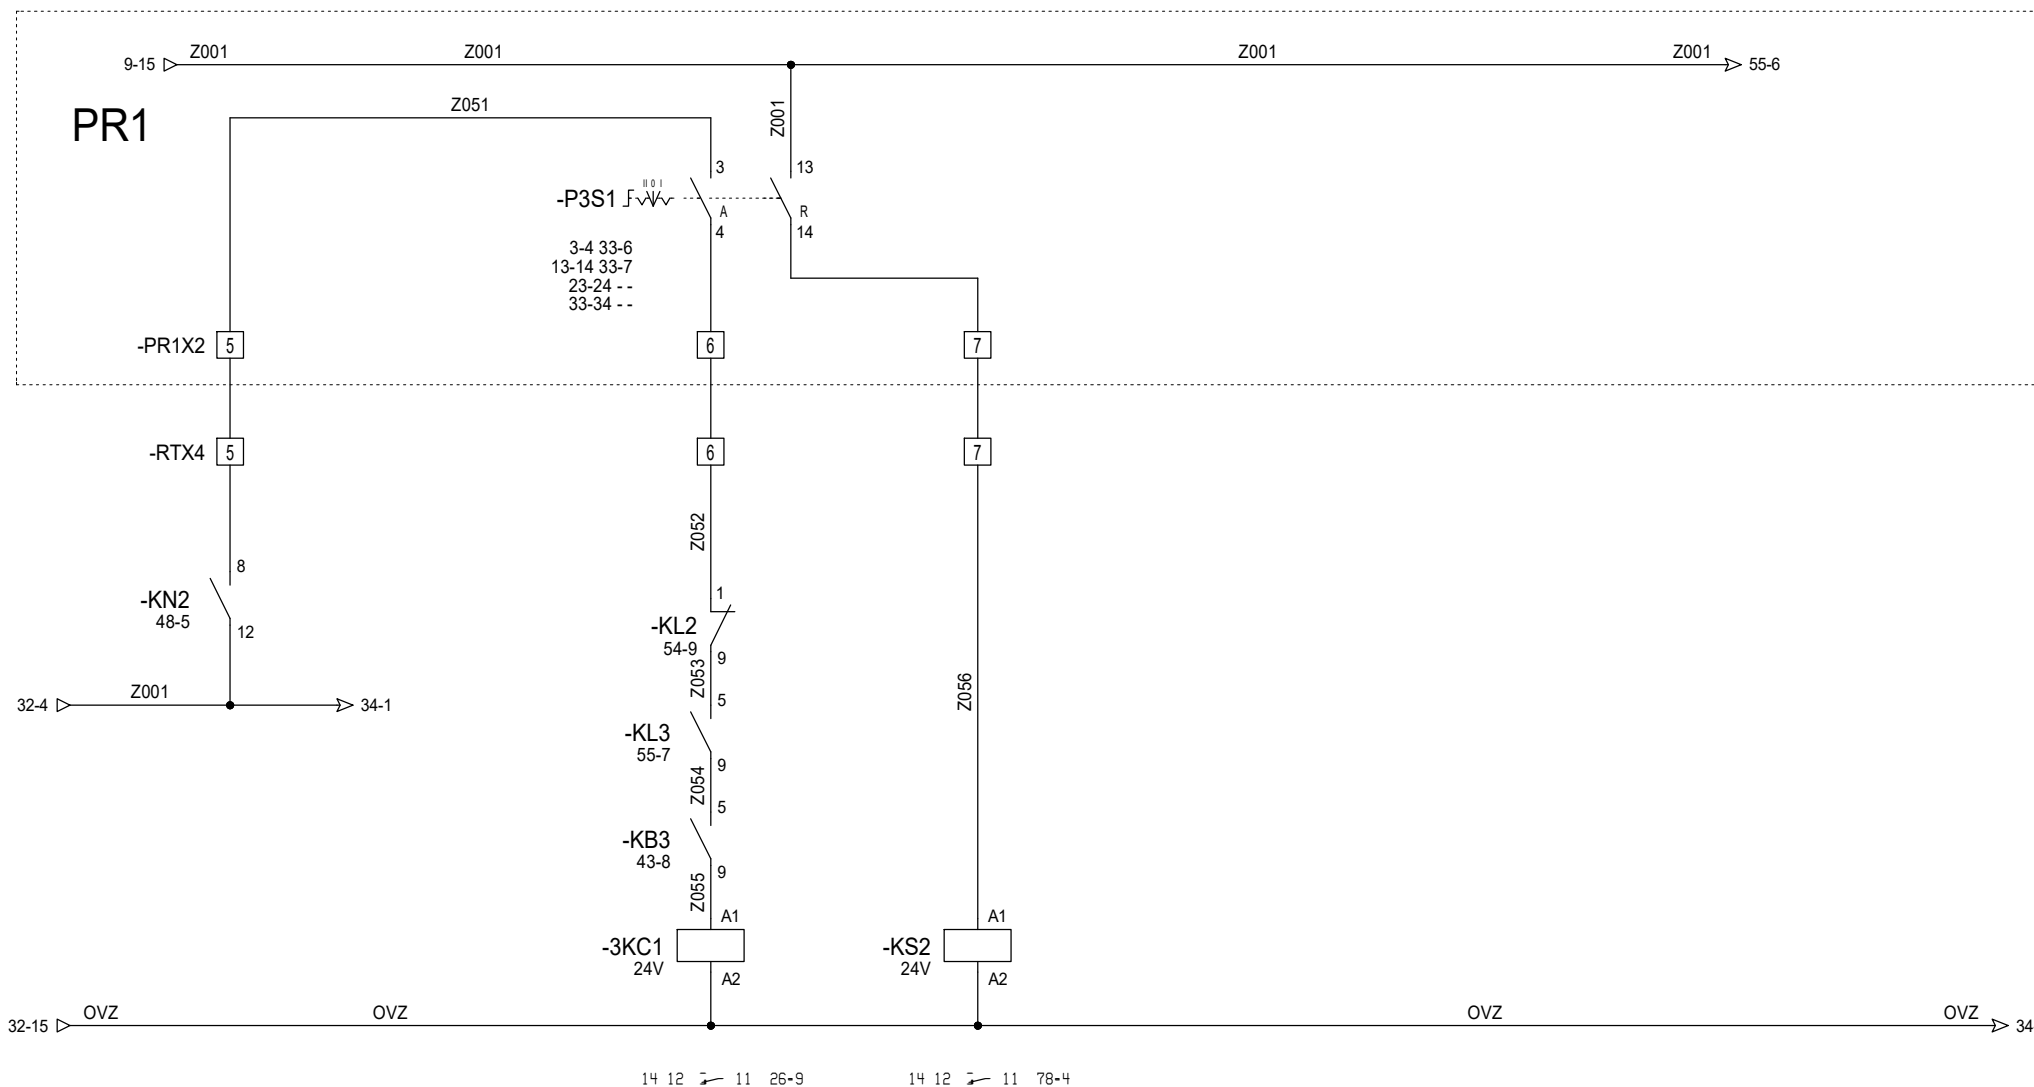 9-15 Z001 Z001 Z001 Z001 55-6
PR1
Z051
Z001
3 13
-P3S1 II 0 I A R
4 14
3-4 33-6
13-14 33-7
23-24 - -
33-34 - -
-PR1X2 5 6 7
-RTX4 5 6 7
Z052
8
-KN2
48-5
12
1
-KL2
54-9
9
Z053
32-4 Z001 34-1
Z056
5
-KL3
55-7
9
Z054
5
-KB3
43-8
9
Z055
A1 A1
-3KC1 -KS2
24V 24V
A2 A2
32-15 OVZ OVZ OVZ OVZ 34
14 12 11 26-9 14 12 11 78-4